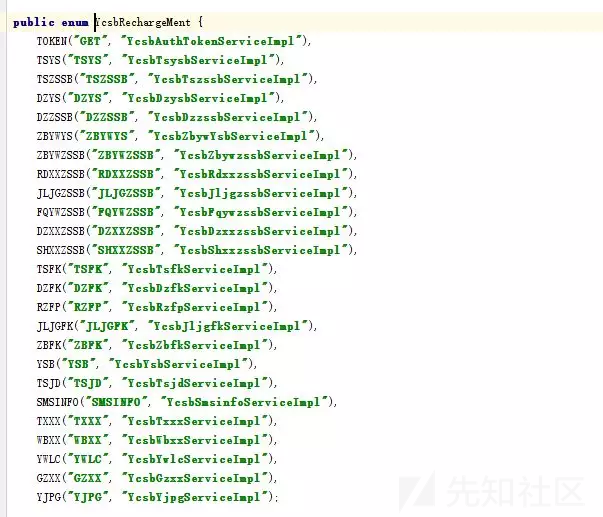 public enum YcsbRechargeMent {
TOKEN("GET", "YcsbAuthTokenServiceImpl"),
TSYS("TSYS", "YcsbTsysbServiceImpl"),
TSZSSB("TSZSSB", "YcsbTszssbServiceImpl"),
DZYS("DZYS", "YcsbDzysbServiceImpl"),
DZZSSB("DZZSSB", "YcsbDzzssbServiceImpl"),
ZBYWYS("ZBYWYS", "YcsbZbywYsbServiceImpl"),
ZBYWZSSB("ZBYWZSSB", "YcsbZbywzssbServiceImpl"),
RDXXZSSB("RDXXZSSB", "YcsbRdxxzssbServiceImpl"),
JLJGZSSB("JLJGZSSB", "YcsbJljgzssbServiceImpl"),
FQYWZSSB("FQYWZSSB", "YcsbFqywzssbServiceImpl"),
DZXXZSSB("DZXXZSSB", "YcsbDzxxzssbServiceImpl"),
SHXXZSSB("SHXXZSSB", "YcsbShxxzssbServiceImpl"),
TSFK("TSFK", "YcsbTsfkServiceImpl"),
DZFK("DZFK", "YcsbDzfkServiceImpl"),
RZFP("RZFP", "YcsbRzfpServiceImpl"),
JLJGFK("JLJGFK", "YcsbJljgfkServiceImpl"),
ZBFK("ZBFK", "YcsbZbfkServiceImpl"),
YSB("YSB", "YcsbYsbServiceImpl"),
TSJD("TSJD", "YcsbTsjdServiceImpl"),
SMSINFO("SMSINFO", "YcsbSmsinfoServiceImpl"),
TXXX("TXXX", "YcsbTxxxServiceImpl"),
WBXX("WBXX", "YcsbWbxxServiceImpl"),
YWLC("YWLC", "YcsbYwlcServiceImpl"),
GZXX("GZXX", "YcsbGzxxServiceImpl"),
YJPG("YJPG", "YcsbYjpgServiceImpl");
先知社区